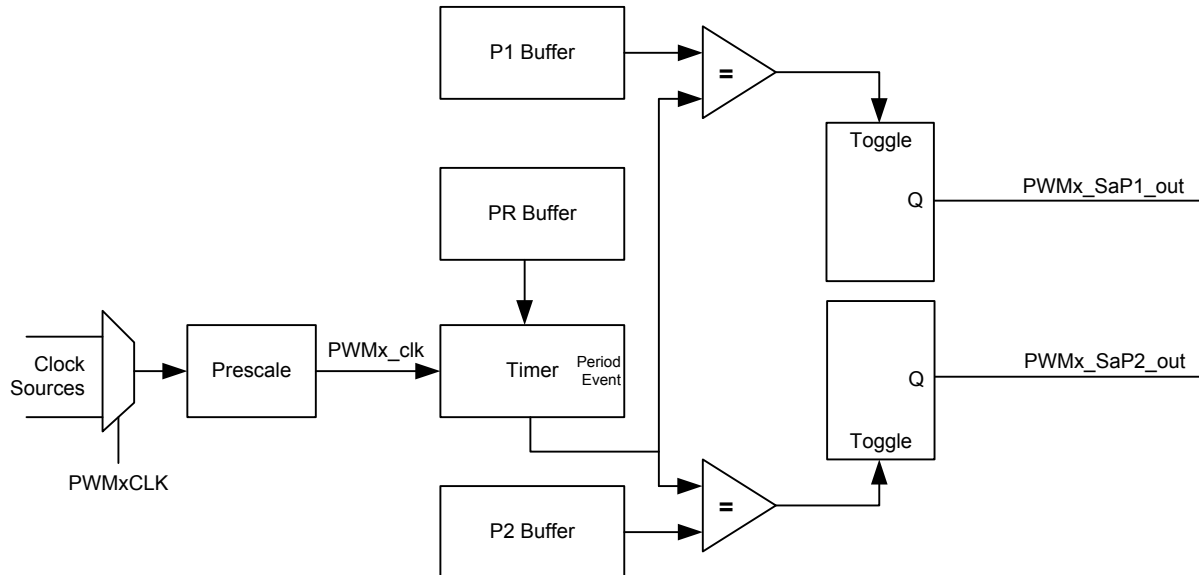 P1 Buffer
=
Toggle
Q
PWMx_SaP1_out
PR Buffer
Clock
Sources
PWMxCLK
Prescale
PWMx_clk
Timer
Period
Event
Q
Toggle
PWMx_SaP2_out
=
P2 Buffer